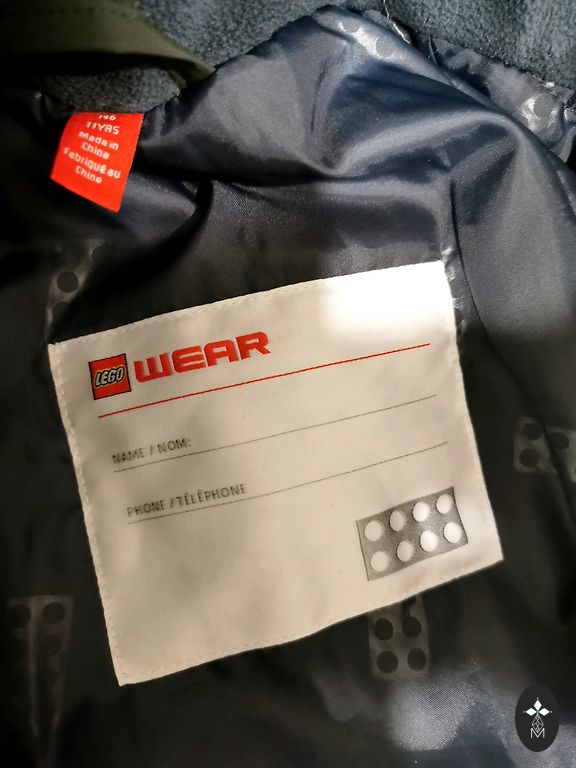 146
11YRS
Made in
China
Fabriqué au
Chine
LEGO WEAR
NAME / NOM:
PHONE / TÉLÉPHONE
M